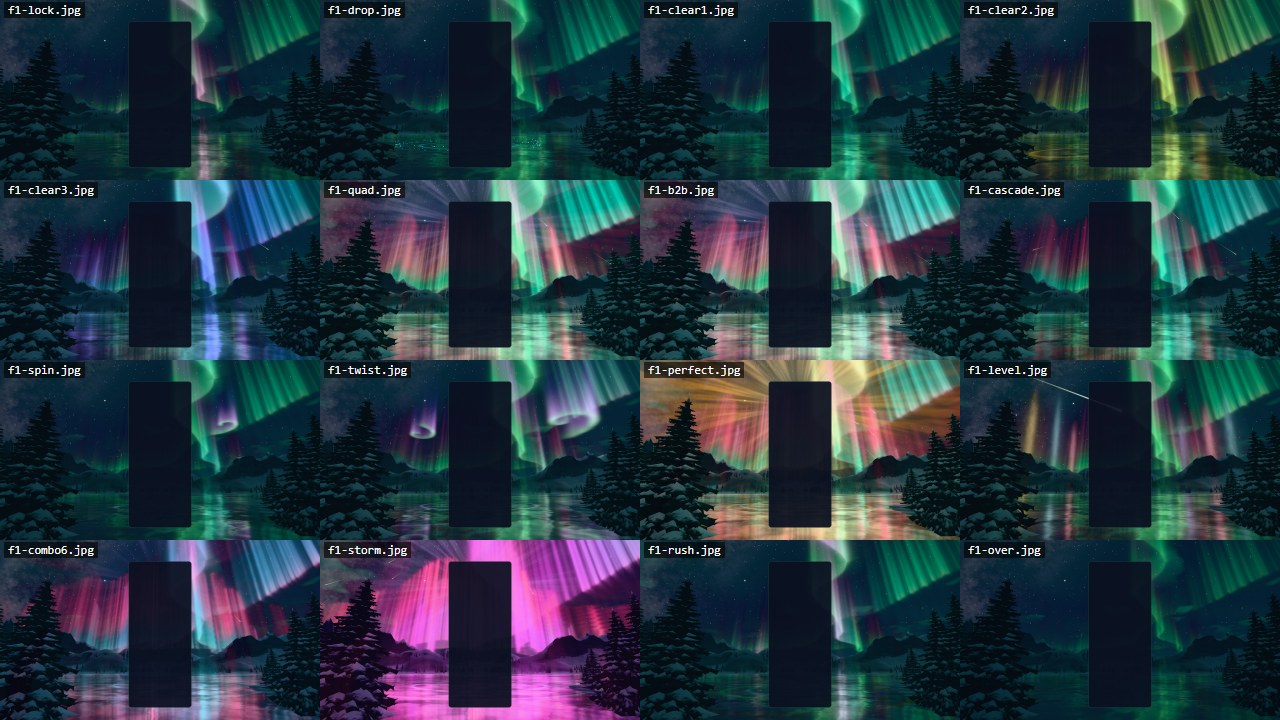 f1-lock.jpg
f1-drop.jpg
f1-clear1.jpg
f1-clear2.jpg
f1-clear3.jpg
f1-quad.jpg
f1-b2b.jpg
f1-cascade.jpg
f1-spin.jpg
f1-twist.jpg
f1-perfect.jpg
f1-level.jpg
f1-combo6.jpg
f1-storm.jpg
f1-rush.jpg
f1-over.jpg